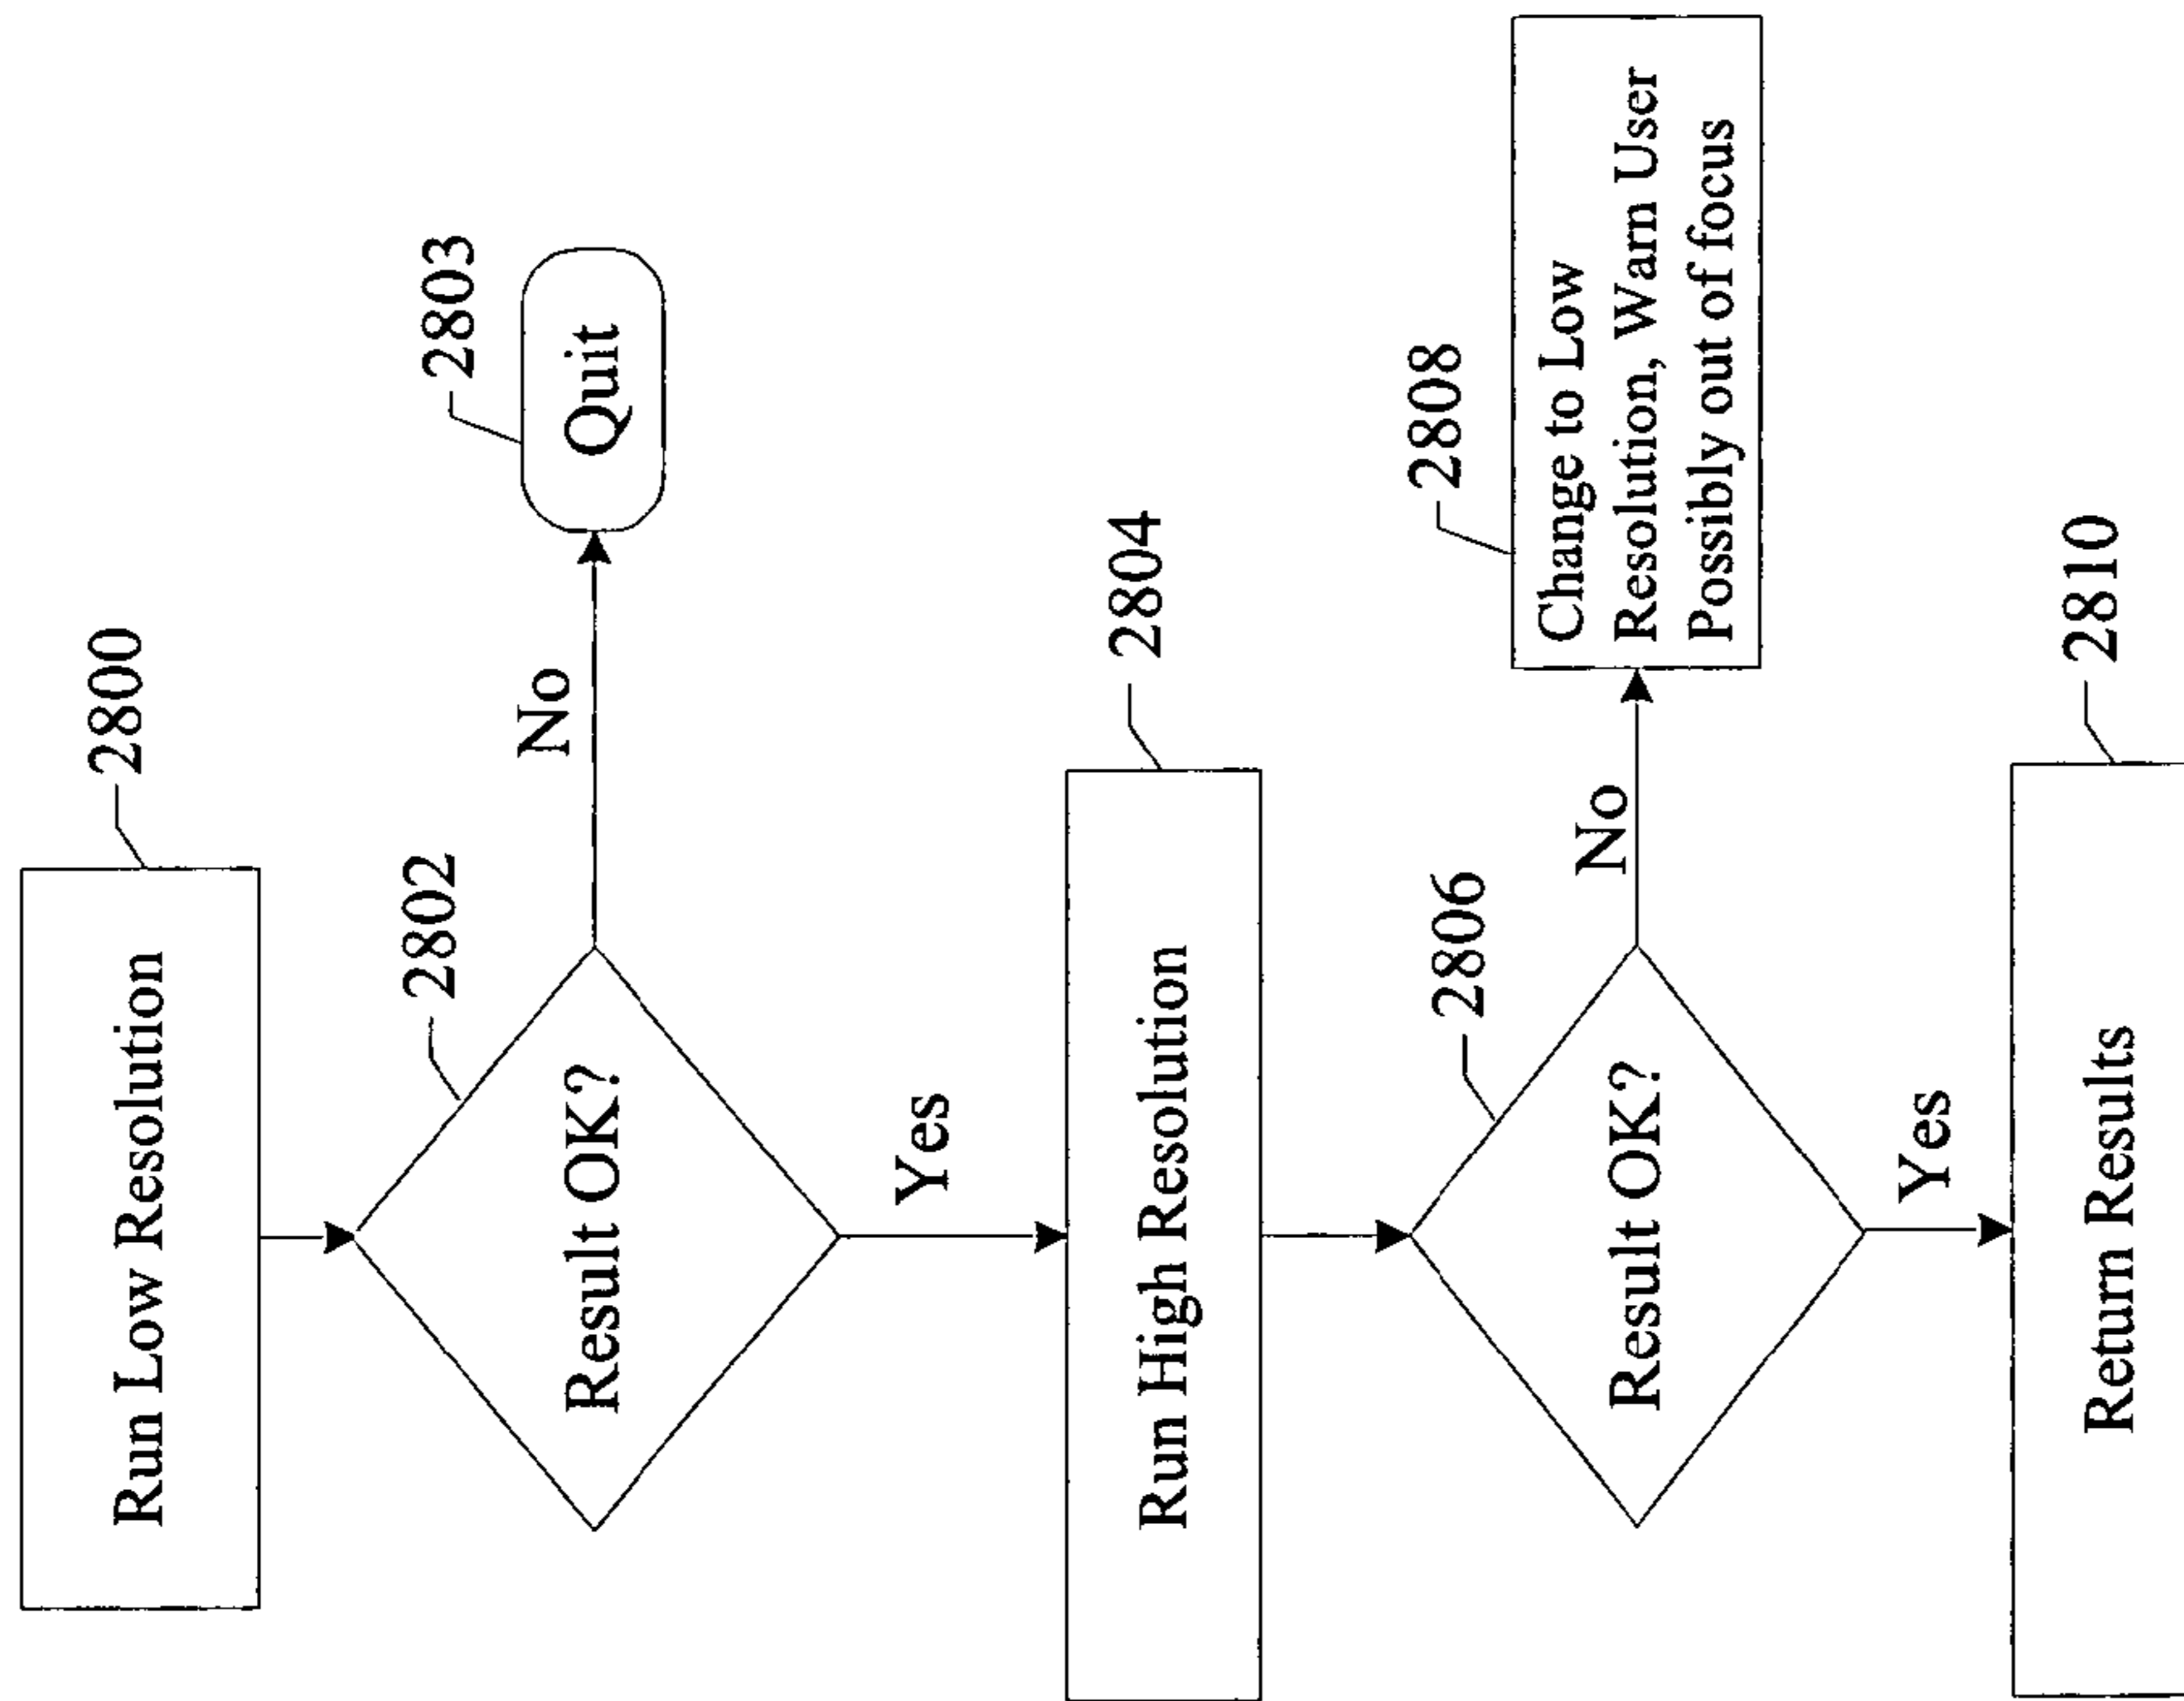 2800
Run Low Resolution
2802
Result OK?
No
2803
Quit
Yes
2804
Run High Resolution
2806
Result OK?
No
2808
Change to Low
Resolution, Warn User
Possibly out of focus
Yes
2810
Return Results